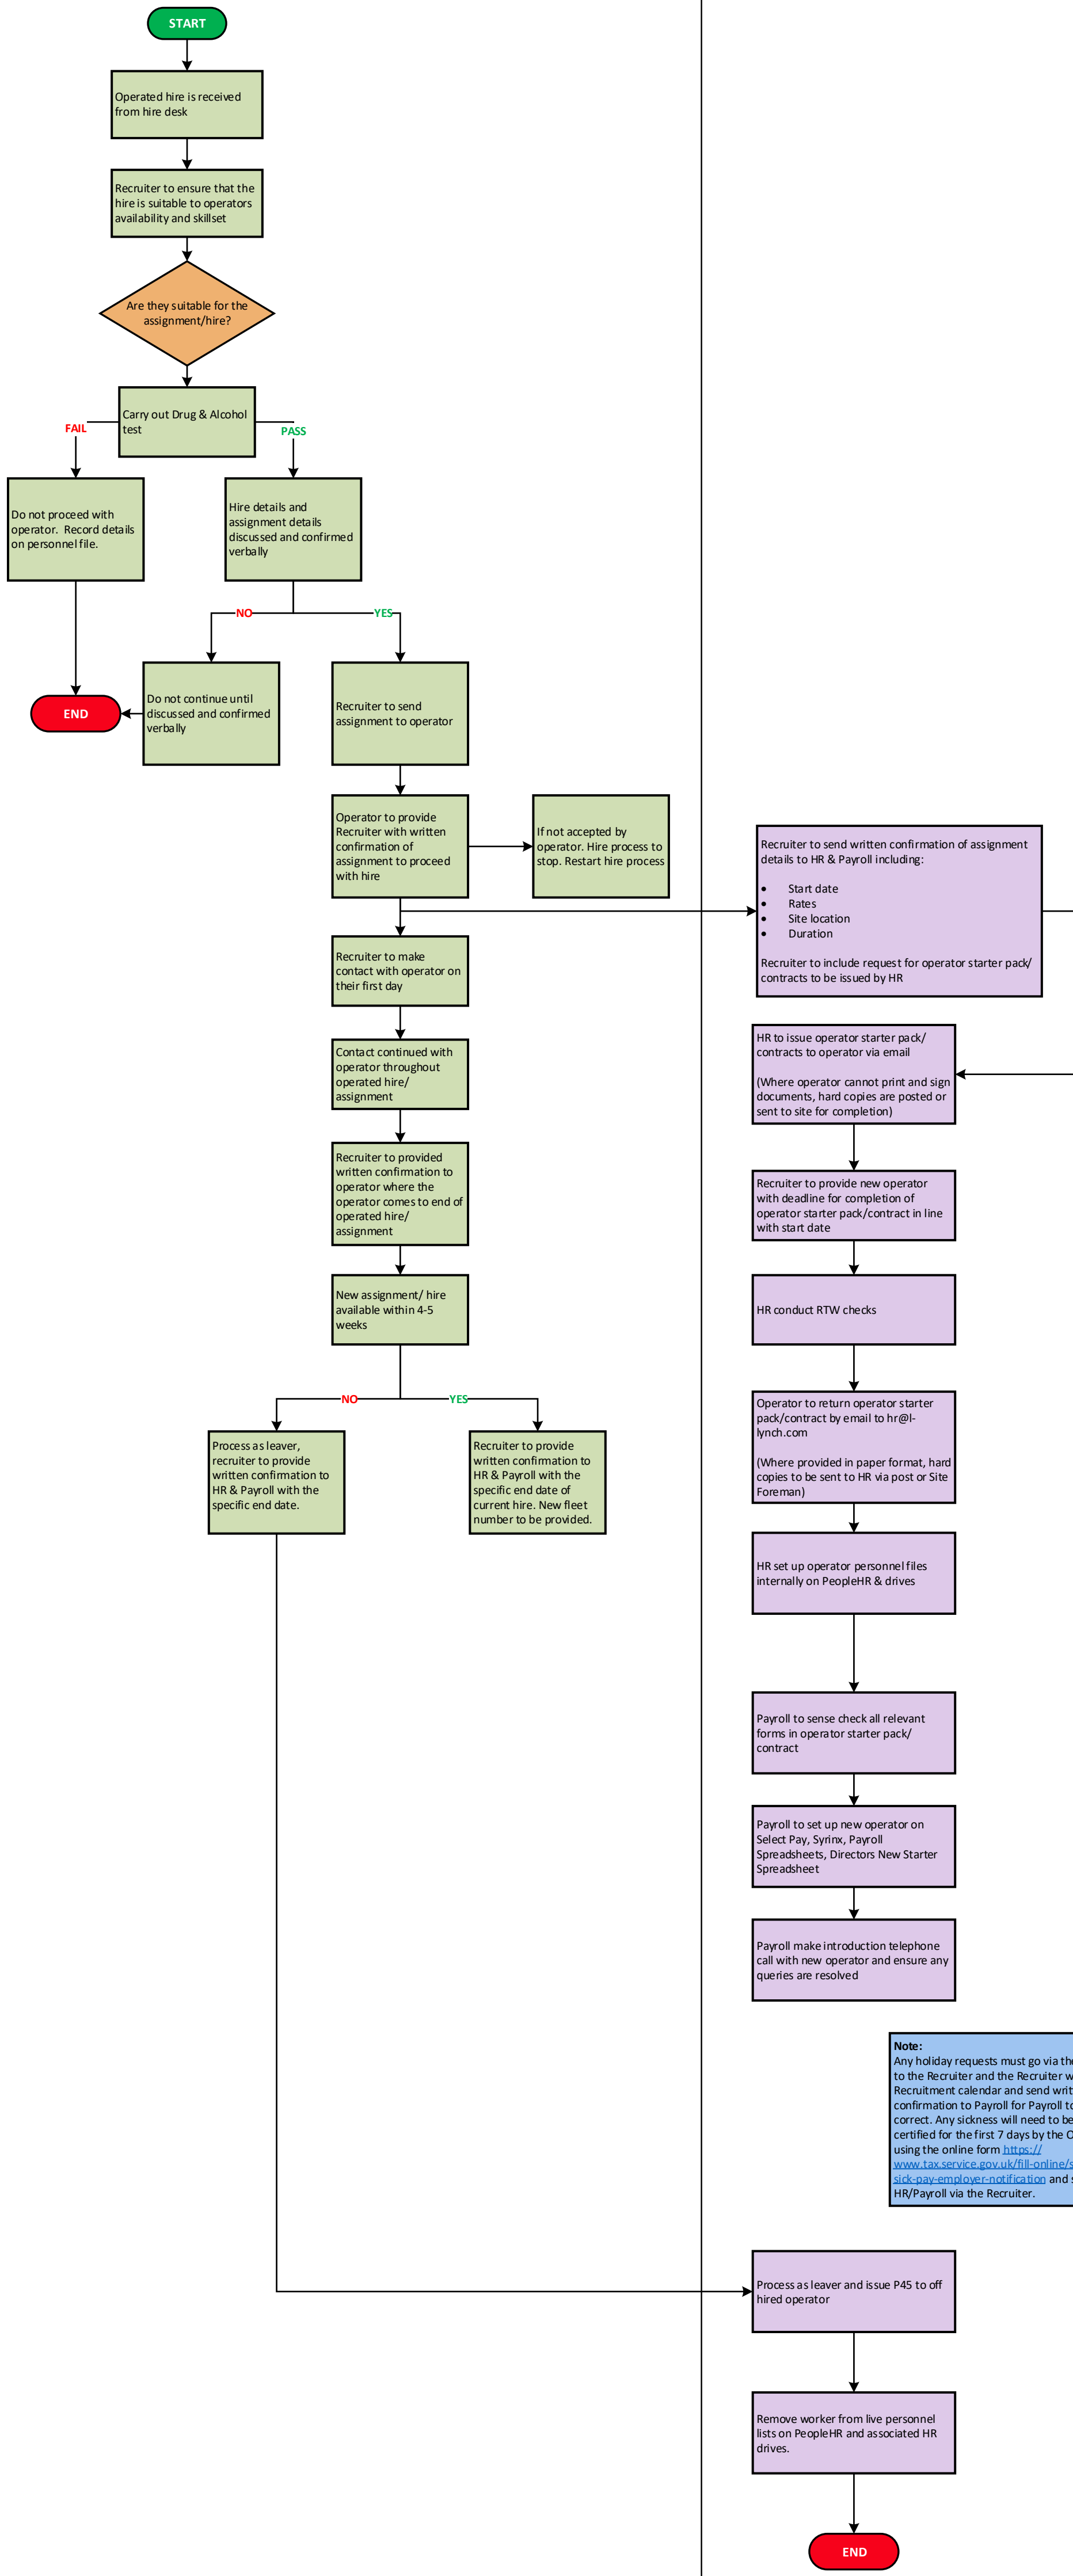 START
Operated hire is received
from hire desk
Recruiter to ensure that the
hire is suitable to operators
availability and skillset
Are they suitable for the
assignment/hire?
Carry out Drug & Alcohol
test
FAIL
PASS
Do not proceed with
operator. Record details
on personnel file.
Hire details and
assignment details
discussed and confirmed
verbally
NO
YES
Do not continue until
discussed and confirmed
verbally
END
Recruiter to send
assignment to operator
Operator to provide
Recruiter with written
confirmation of
assignment to proceed
with hire
If not accepted by
operator. Hire process to
stop. Restart hire process
Recruiter to send written confirmation of assignment
details to HR & Payroll including:
• Start date
• Rates
• Site location
• Duration
Recruiter to include request for operator starter pack/
contracts to be issued by HR
Recruiter to make
contact with operator on
their first day
Contact continued with
operator throughout
operated hire/
assignment
Recruiter to provided
written confirmation to
operator where the
operator comes to end of
operated hire/
assignment
New assignment/ hire
available within 4-5
weeks
NO
YES
Process as leaver,
recruiter to provide
written confirmation to
HR & Payroll with the
specific end date.
Recruiter to provide
written confirmation to
HR & Payroll with the
specific end date of
current hire. New fleet
number to be provided.
HR to issue operator starter pack/
contracts to operator via email
(Where operator cannot print and sign
documents, hard copies are posted or
sent to site for completion)
Recruiter to provide new operator
with deadline for completion of
operator starter pack/contract in line
with start date
HR conduct RTW checks
Operator to return operator starter
pack/contract by email to hr@l-
lynch.com
(Where provided in paper format, hard
copies to be sent to HR via post or Site
Foreman)
HR set up operator personnel files
internally on PeopleHR & drives
Payroll to sense check all relevant
forms in operator starter pack/
contract
Payroll to set up new operator on
Select Pay, Syrinx, Payroll
Spreadsheets, Directors New Starter
Spreadsheet
Payroll make introduction telephone
call with new operator and ensure any
queries are resolved
Note:
Any holiday requests must go via the
to the Recruiter and the Recruiter w
Recruitment calendar and send writ
confirmation to Payroll for Payroll to
correct. Any sickness will need to be
certified for the first 7 days by the O
using the online form https://
www.tax.service.gov.uk/fill-online/s
sick-pay-employer-notification and s
HR/Payroll via the Recruiter.
Process as leaver and issue P45 to off
hired operator
Remove worker from live personnel
lists on PeopleHR and associated HR
drives.
END